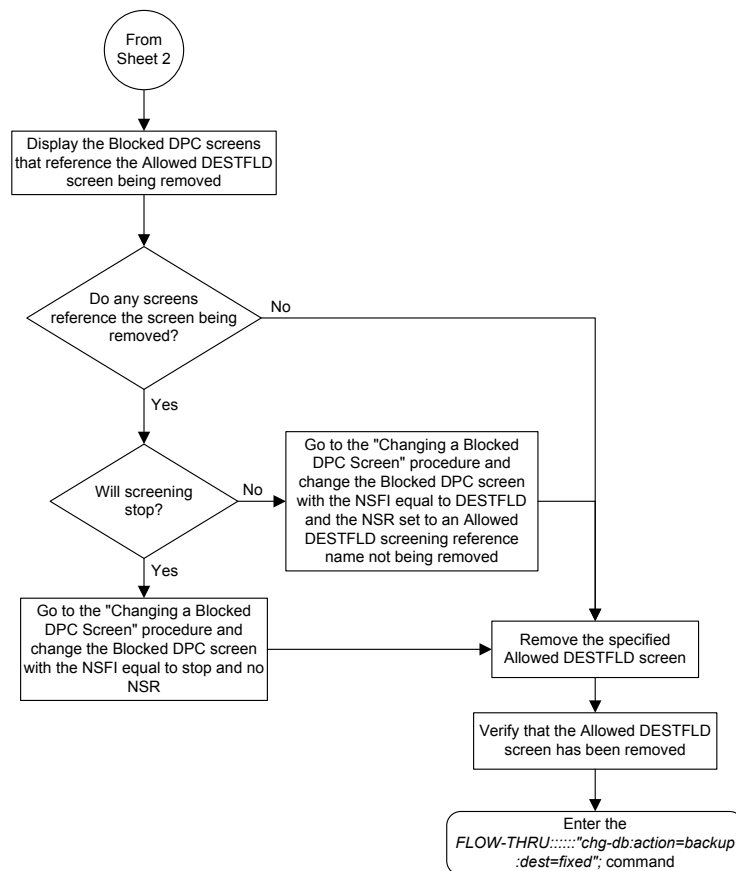 From
Sheet 2
Display the Blocked DPC screens
that reference the Allowed DESTFLD
screen being removed
Do any screens
reference the screen being
removed?
No
Yes
Will screening
stop?
No
Go to the "Changing a Blocked
DPC Screen" procedure and
change the Blocked DPC screen
with the NSFI equal to DESTFLD
and the NSR set to an Allowed
DESTFLD screening reference
name not being removed
Yes
Go to the "Changing a Blocked
DPC Screen" procedure and
change the Blocked DPC screen
with the NSFI equal to stop and no
NSR
Remove the specified
Allowed DESTFLD screen
Verify that the Allowed DESTFLD
screen has been removed
Enter the
FLOW-THRU::::::"chg-db:action=backup
:dest=fixed"; command